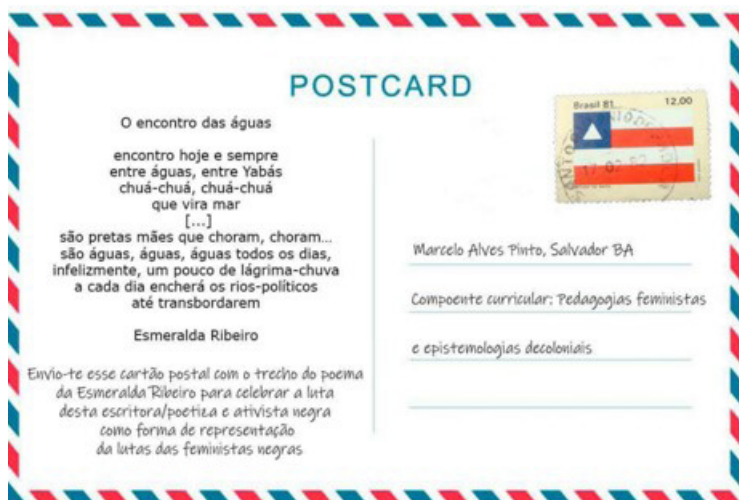 POSTCARD
O encontro das águas
encontro hoje e sempre
entre águas, entre Yabás
chuá-chuá, chuá-chuá
que vira mar
[...]
são pretas mães que choram, choram...
são águas, águas, águas todos os dias,
infelizmente, um pouco de lágrima-chuva
a cada dia encherá os rios-políticos
até transbordarem
Esmeralda Ribeiro
Envio-te esse cartão postal com o trecho do poema
da Esmeralda Ribeiro para celebrar a luta
desta escritora/poetiza e ativista negra
como forma de representação
da lutas das feministas negras
Brasil 81
12,00
Marcelo Alves Pinto, Salvador BA
Compoente curricular: Pedagogias feministas
e epistemologias decoloniais